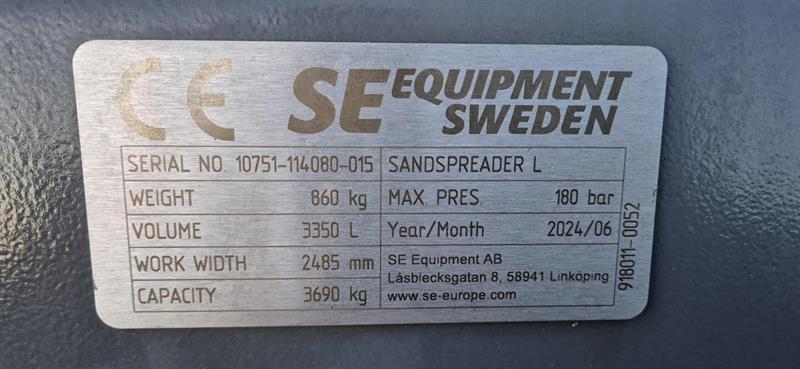 CE SE EQUIPMENT
SWEDEN
SERIAL NO. 10751-114080-015 SANDSPREADER L
WEIGHT 860 kg MAX. PRES. 180 bar
VOLUME 3350 L Year/Month 2024/06
WORK WIDTH 2485 mm SE Equipment AB
Låsblecksgatan 8, 58941 Linköping
CAPACITY 3690 kg www.se-europe.com
918011-0052